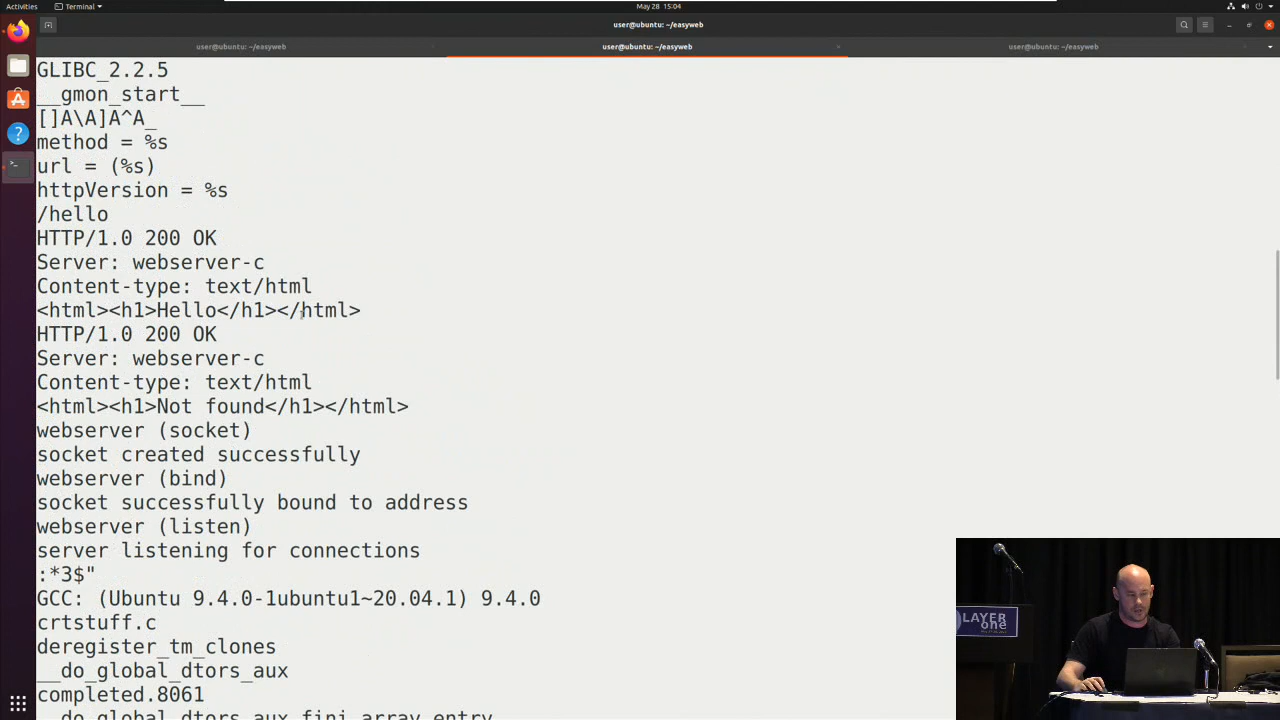 Activities
Terminal
May 28 15:04
user@ubuntu: ~/easyweb
user@ubuntu: ~/easyweb
user@ubuntu: ~/easyweb
user@ubuntu: ~/easyweb
GLIBC_2.2.5
__gmon_start__
[]A\A]A^A_
method = %s
url = (%s)
httpVersion = %s
/hello
HTTP/1.0 200 OK
Server: webserver-c
Content-type: text/html
<html><h1>Hello</h1></html>
HTTP/1.0 200 OK
Server: webserver-c
Content-type: text/html
<html><h1>Not found</h1></html>
webserver (socket)
socket created successfully
webserver (bind)
socket successfully bound to address
webserver (listen)
server listening for connections
:*3$"
GCC: (Ubuntu 9.4.0-1ubuntu1~20.04.1) 9.4.0
crtstuff.c
deregister_tm_clones
__do_global_dtors_aux
completed.8061
__do_global_dtors_aux_fini_array_entry
LAYER
one